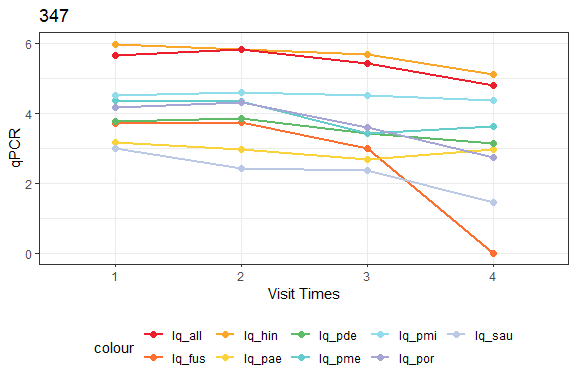 347
6
4
2
0
qPCR
1 2 3 4
Visit Times
colour
lq_all lq_hin lq_pde lq_pmi lq_sau
lq_fus lq_pae lq_pme lq_por